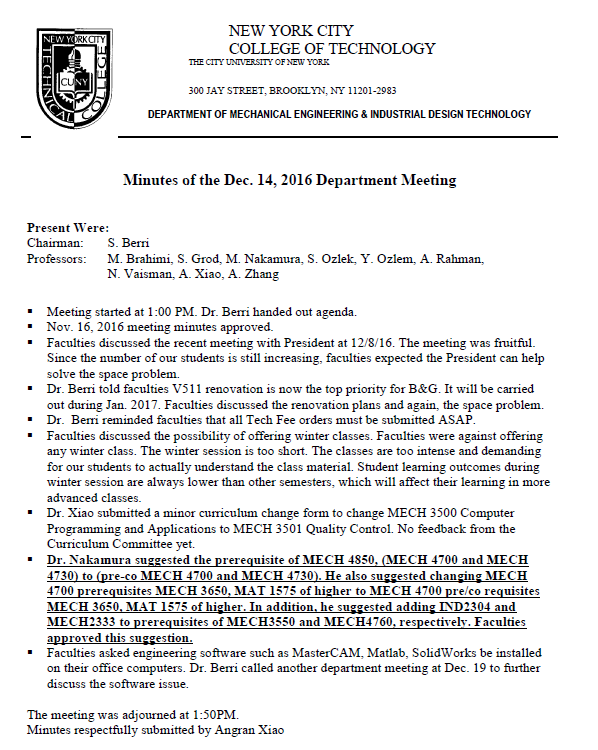 NEW YORK CITY
TECHNICAL
COLLEGE
CUNY
NEW YORK CITY
COLLEGE OF TECHNOLOGY
THE CITY UNIVERSITY OF NEW YORK
300 JAY STREET, BROOKLYN, NY 11201-2983
DEPARTMENT OF MECHANICAL ENGINEERING & INDUSTRIAL DESIGN TECHNOLOGY
Minutes of the Dec. 14, 2016 Department Meeting
Present Were:
Chairman: S. Berri
Professors: M. Brahimi, S. Grod, M. Nakamura, S. Ozlek, Y. Ozlem, A. Rahman,
N. Vaisman, A. Xiao, A. Zhang
▪ Meeting started at 1:00 PM. Dr. Berri handed out agenda.
▪ Nov. 16, 2016 meeting minutes approved.
▪ Faculties discussed the recent meeting with President at 12/8/16. The meeting was fruitful.
Since the number of our students is still increasing, faculties expected the President can help
solve the space problem.
▪ Dr. Berri told faculties V511 renovation is now the top priority for B&G. It will be carried
out during Jan. 2017. Faculties discussed the renovation plans and again, the space problem.
▪ Dr. Berri reminded faculties that all Tech Fee orders must be submitted ASAP.
▪ Faculties discussed the possibility of offering winter classes. Faculties were against offering
any winter class. The winter session is too short. The classes are too intense and demanding
for our students to actually understand the class material. Student learning outcomes during
winter session are always lower than other semesters, which will affect their learning in more
advanced classes.
▪ Dr. Xiao submitted a minor curriculum change form to change MECH 3500 Computer
Programming and Applications to MECH 3501 Quality Control. No feedback from the
Curriculum Committee yet.
▪ Dr. Nakamura suggested the prerequisite of MECH 4850, (MECH 4700 and MECH
4730) to (pre-co MECH 4700 and MECH 4730). He also suggested changing MECH
4700 prerequisites MECH 3650, MAT 1575 of higher to MECH 4700 pre/co requisites
MECH 3650, MAT 1575 of higher. In addition, he suggested adding IND2304 and
MECH2333 to prerequisites of MECH3550 and MECH4760, respectively. Faculties
approved this suggestion.
▪ Faculties asked engineering software such as MasterCAM, Matlab, SolidWorks be installed
on their office computers. Dr. Berri called another department meeting at Dec. 19 to further
discuss the software issue.
The meeting was adjourned at 1:50PM.
Minutes respectfully submitted by Angran Xiao